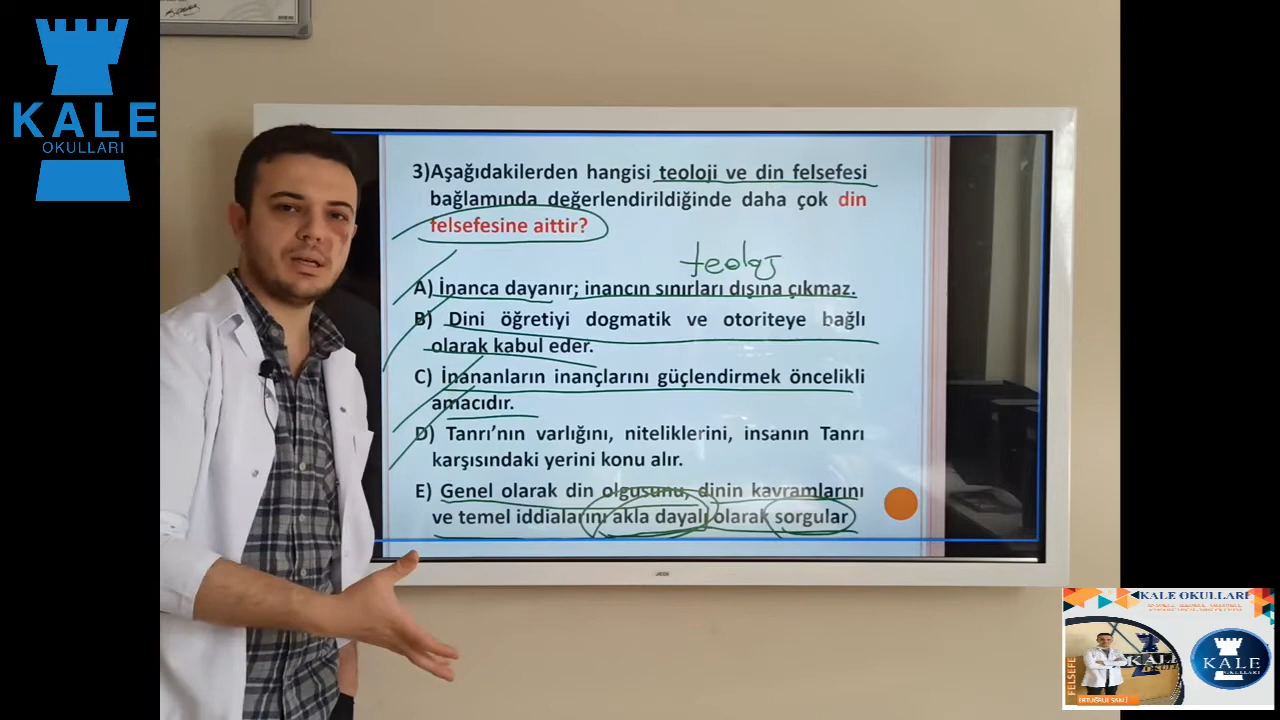 KALE
OKULLARI
3)Aşağıdakilerden hangisi teoloji ve din felsefesi
bağlamında değerlendirildiğinde daha çok din
felsefesine aittir?
teoloji
A) İnanca dayanır; inancın sınırları dışına çıkmaz.
B) Dini öğretiyi dogmatik ve otoriteye bağlı
olarak kabul eder.
C) İnananların inançlarını güçlendirmek öncelikli
amacıdır.
D) Tanrı’nın varlığını, niteliklerini, insanın Tanrı
karşısındaki yerini konu alır.
E) Genel olarak din olgusunu, dinin kavramlarını
ve temel iddialarını akla dayalı olarak sorgular
KALE OKULLARI
KALE
FELSEFE
KALE
OKULLARI